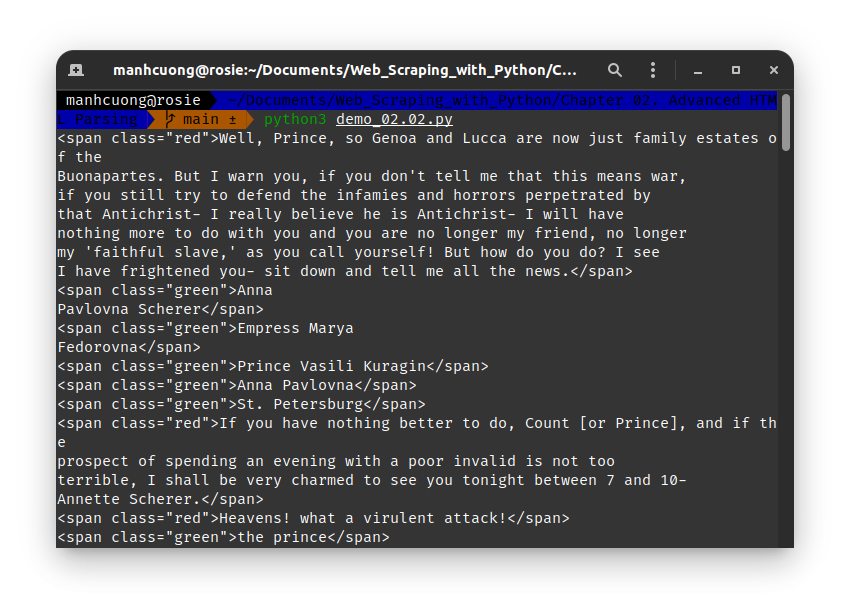 manhcuong@rosie:~/Documents/Web_Scraping_with_Python/C...
manhcuong@rosie ~/Documents/Web_Scraping_with_Python/Chapter 02. Advanced HTM
L Parsing main ± python3 demo_02.02.py
<span class="red">Well, Prince, so Genoa and Lucca are now just family estates o
f the
Buonapartes. But I warn you, if you don't tell me that this means war,
if you still try to defend the infamies and horrors perpetrated by
that Antichrist- I really believe he is Antichrist- I will have
nothing more to do with you and you are no longer my friend, no longer
my 'faithful slave,' as you call yourself! But how do you do? I see
I have frightened you- sit down and tell me all the news.</span>
<span class="green">Anna
Pavlovna Scherer</span>
<span class="green">Empress Marya
Fedorovna</span>
<span class="green">Prince Vasili Kuragin</span>
<span class="green">Anna Pavlovna</span>
<span class="green">St. Petersburg</span>
<span class="red">If you have nothing better to do, Count [or Prince], and if th
e
prospect of spending an evening with a poor invalid is not too
terrible, I shall be very charmed to see you tonight between 7 and 10-
Annette Scherer.</span>
<span class="red">Heavens! what a virulent attack!</span>
<span class="green">the prince</span>